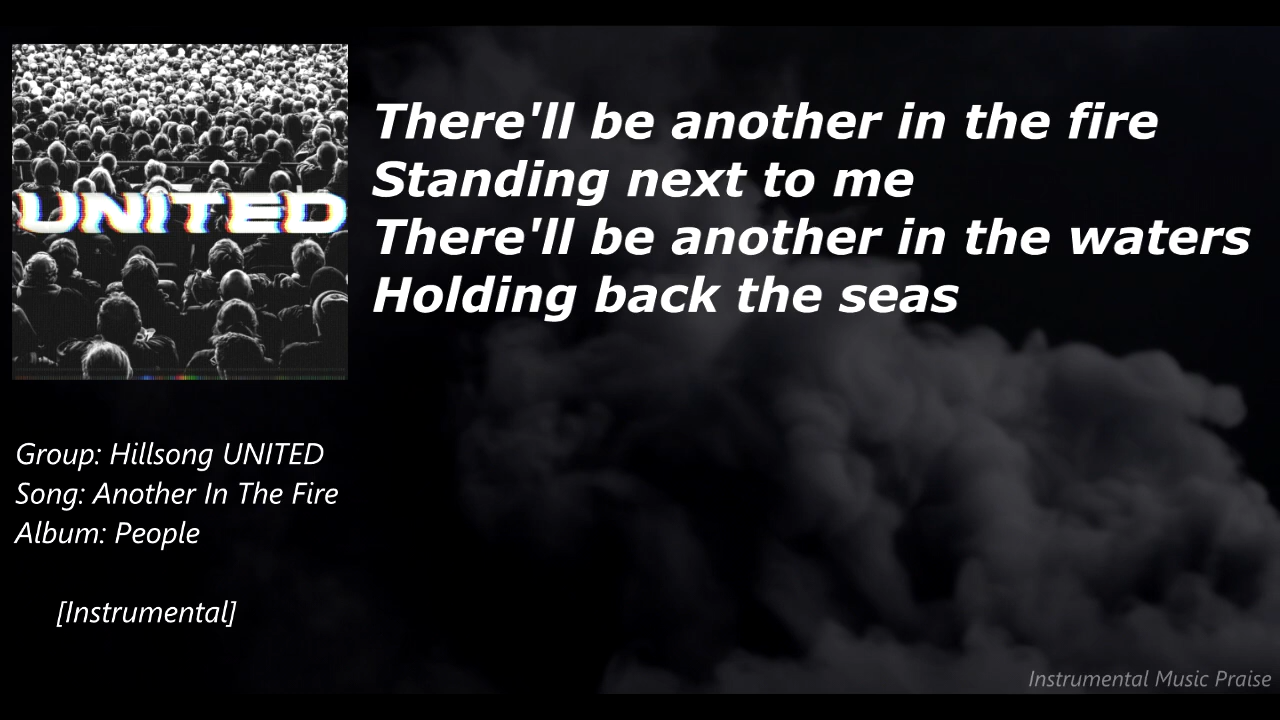 UNITED
There'll be another in the fire
Standing next to me
There'll be another in the waters
Holding back the seas
Group: Hillsong UNITED
Song: Another In The Fire
Album: People
[Instrumental]
Instrumental Music Praise